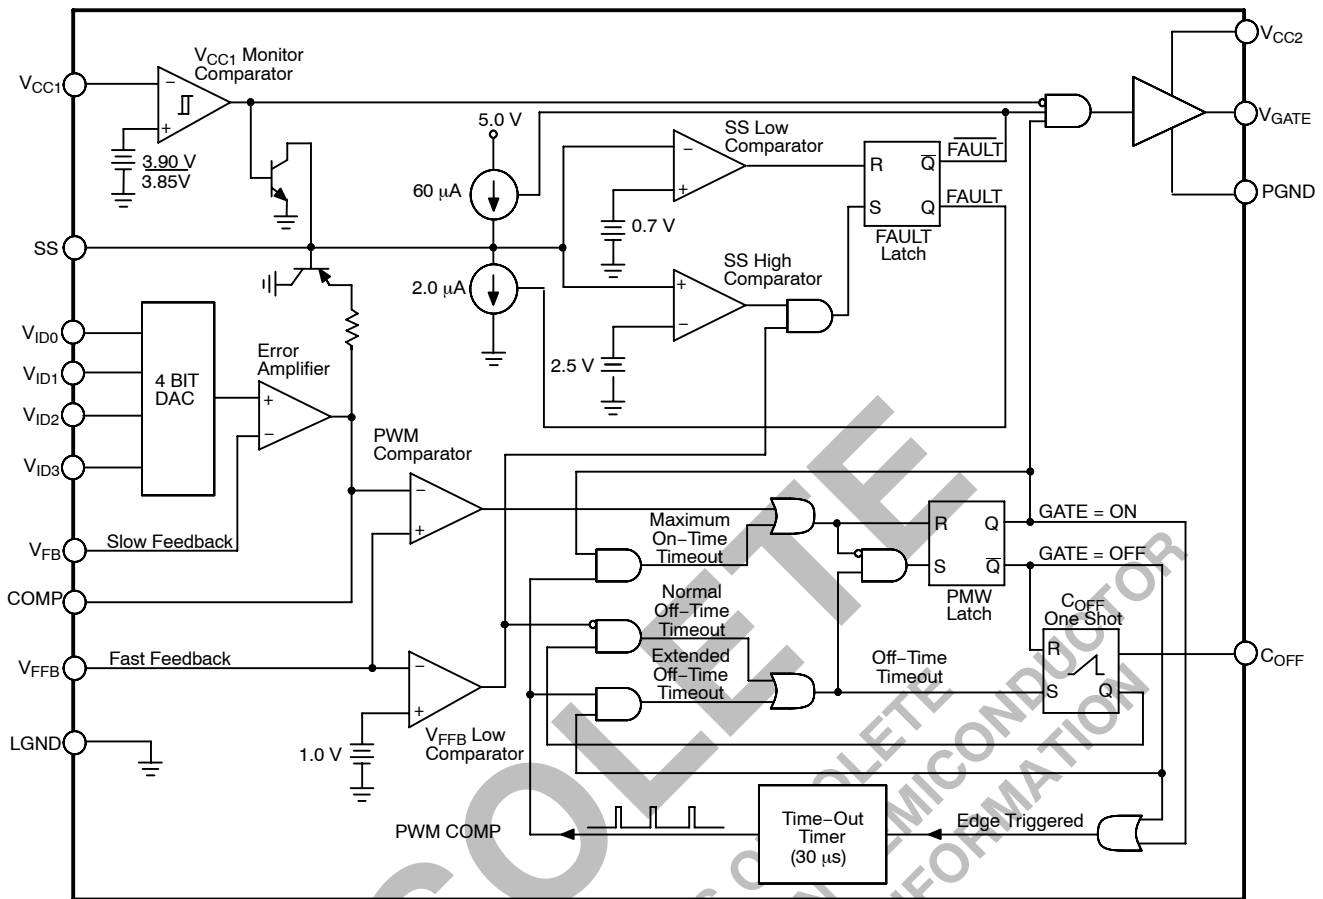 VCC1
VCC1 Monitor
Comparator
3.90 V
3.85V
SS
VID0
VID1
VID2
VID3
4 BIT
DAC
Error
Amplifier
VFB
Slow Feedback
COMP
VFFB
Fast Feedback
LGND
5.0 V
60 μA
2.0 μA
SS Low
Comparator
0.7 V
SS High
Comparator
2.5 V
R
Q
S
Q
FAULT
Latch
FAULT
FAULT
VCC2
VGATE
PGND
PWM
Comparator
1.0 V
VFFB Low
Comparator
Maximum
On-Time
Timeout
Normal
Off-Time
Timeout
Extended
Off-Time
Timeout
Off-Time
Timeout
R
Q
S
Q
PMW
Latch
GATE = ON
GATE = OFF
COFF
One Shot
R
S
Q
COFF
PWM COMP
Time-Out
Timer
(30 μs)
Edge Triggered
+
−
+
−
+
−
+
−
+
−
+
−
OLETE
OLETE
MICONDUCTOR
FORMATION